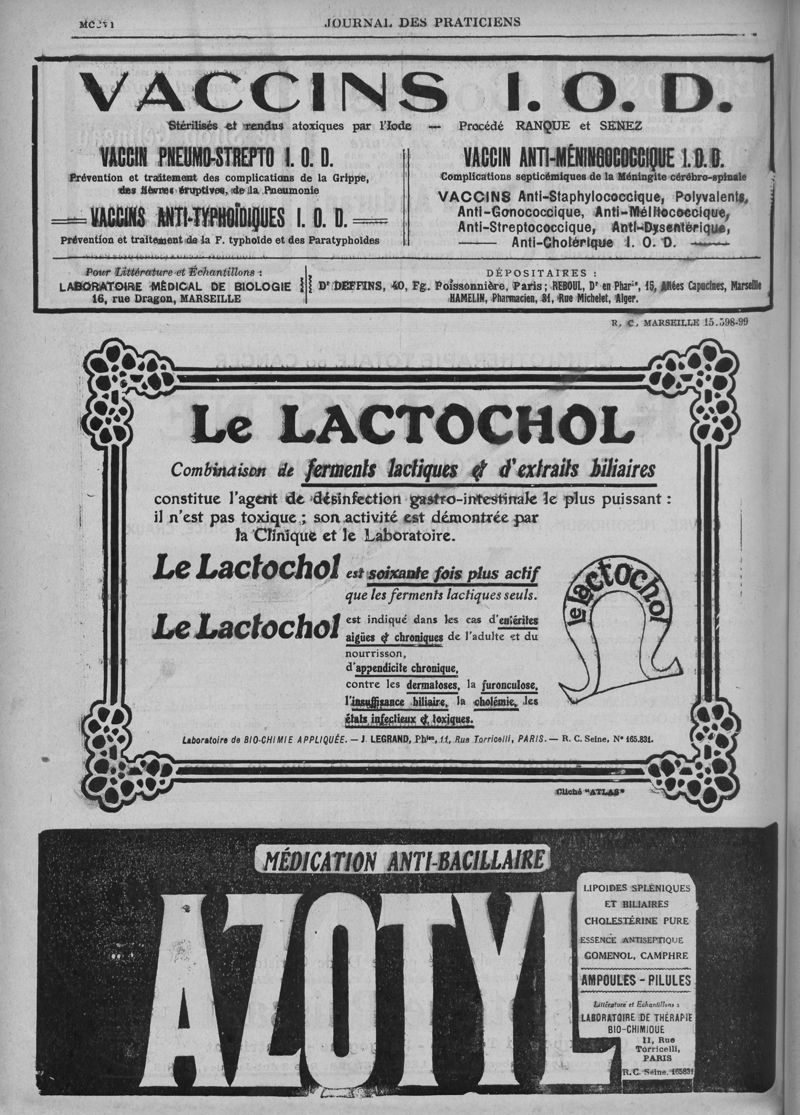 JOURNAL DES PRATICIENS
VACCINS I. O. D.
Stérilisés et rendus atoxiques par l'Iode — Procédé RANQUE et SENEZ
VACCIN PNEUMO-STREPTO I. O. D.
Prévention et traitement des complications de la Grippe,
des fièvres éruptives, de la Pneumonie
VACCINS ANTI-TYPHOÏDIQUES I. O. D.
Prévention et traitement de la F. typhoïde et des Paratyphoïdes
VACCIN ANTI-MÉNINGOCOCCIQUE I. O. D.
Complications septicémiques de la Méningite cérébro-spinale
VACCINS Anti-Staphylococcique, Polyvalents,
Anti-Gonococcique, Anti-Mélitococcique,
Anti-Streptococcique, Anti-Dysentérique,
— Anti-Cholérique I. O. D. —
Pour Littérature et Échantillons :
LABORATOIRE MÉDICAL DE BIOLOGIE
16, rue Dragon, MARSEILLE
DÉPOSITAIRES :
Dr DEFFINS, 40, Fg. Poissonnière, Paris ; REBOUL, Dr en Phar​ie, 15, Allées Capucines, Marseille
HAMELIN, Pharmacien, 31, Rue Michelet, Alger.
R. C. MARSEILLE 15.598-99
Le LACTOCHOL
Combinaison de ferments lactiques & d'extraits biliaires
constitue l'agent de désinfection gastro-intestinale le plus puissant :
il n'est pas toxique ; son activité est démontrée par
la Clinique et le Laboratoire.
Le Lactochol est soixante fois plus actif
que les ferments lactiques seuls.
Le Lactochol est indiqué dans les cas d'entérites
aigües & chroniques de l'adulte et du
nourrisson,
d'appendicite chronique,
contre les dermatoses, la furonculose,
l'insuffisance biliaire, la cholémie, les
états infectieux & toxiques.
le lactochol
Laboratoire de BIO-CHIMIE APPLIQUÉE. — J. LEGRAND, Phien, 11, Rue Torricelli, PARIS. — R. C. Seine, N° 165.831.
Cliché "ATLAS"
MÉDICATION ANTI-BACILLAIRE
AZOTYL
LIPOIDES SPLÉNIQUES
ET BILIAIRES
CHOLESTÉRINE PURE
ESSENCE ANTISEPTIQUE
GOMENOL, CAMPHRE
AMPOULES - PILULES
Littérature et Echantillons :
LABORATOIRE DE THÉRAPIE
BIO-CHIMIQUE
11, Rue
Torricelli,
PARIS
R. C. Seine, 165831